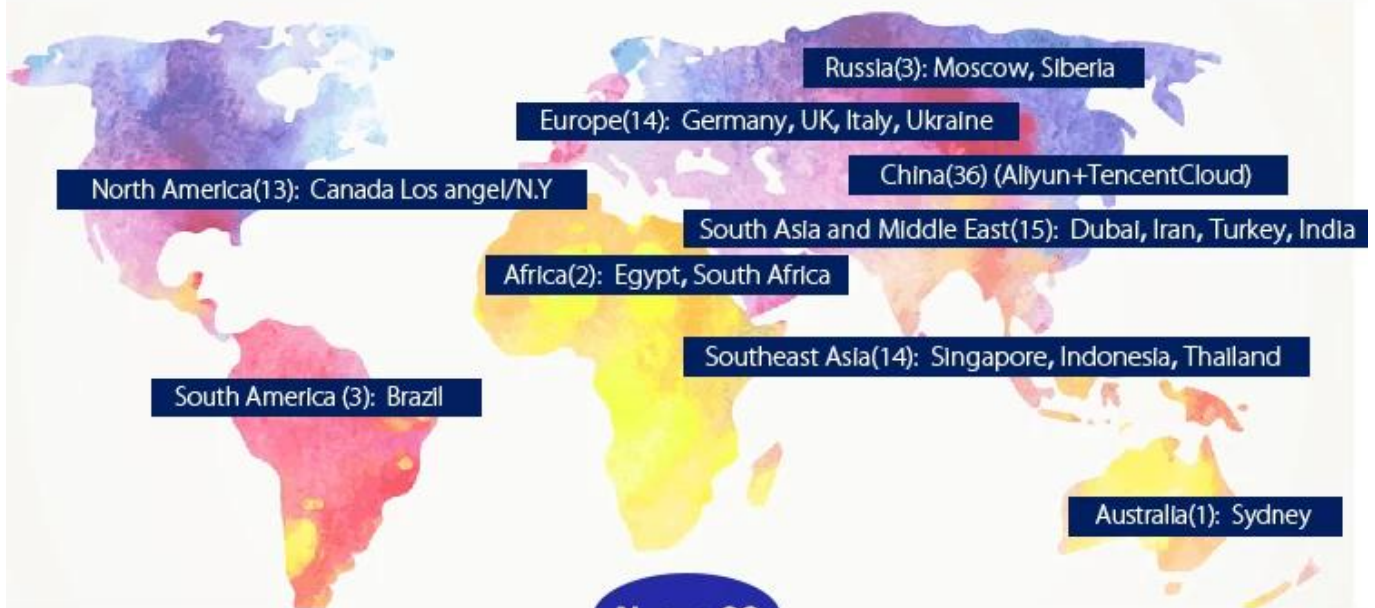 Russia(3): Moscow, Siberia
Europe(14): Germany, UK, Italy, Ukraine
China(36) (Aliyun+TencentCloud)
North America(13): Canada Los angel/N.Y
South Asia and Middle East(15): Dubai, Iran, Turkey, India
Africa(2): Egypt, South Africa
Southeast Asia(14): Singapore, Indonesia, Thailand
South America (3): Brazil
Australia(1): Sydney